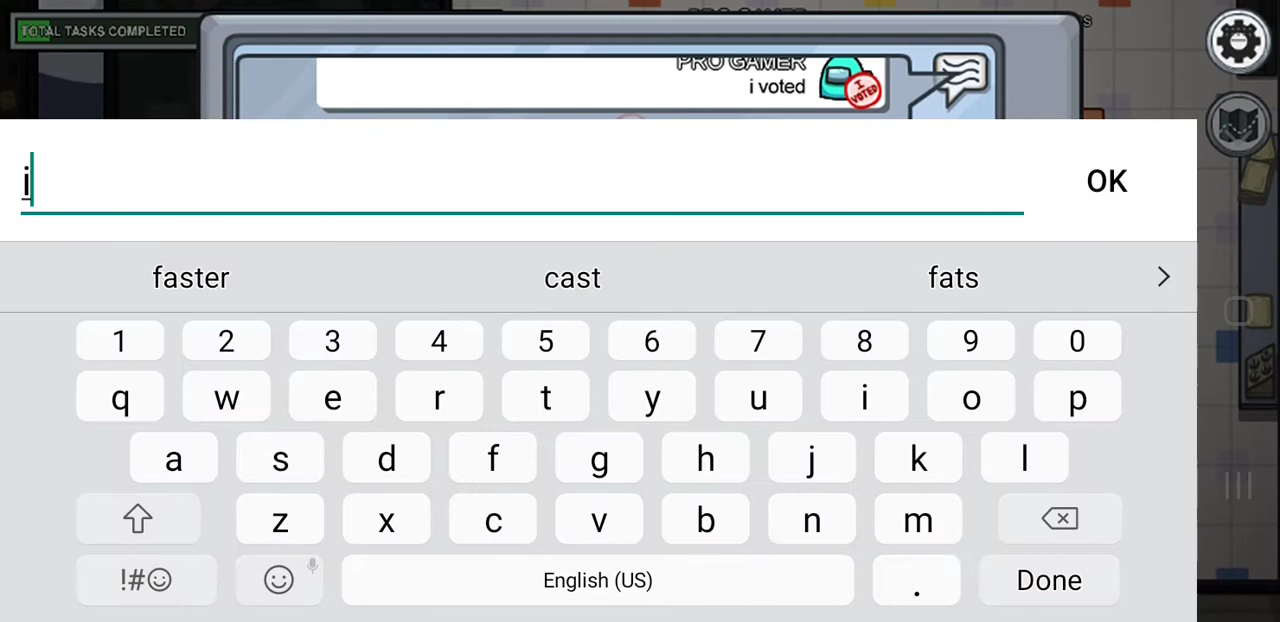 TOTAL TASKS COMPLETED
PRO GAMER
i voted
I VOTED
i
OK
faster cast fats
1 2 3 4 5 6 7 8 9 0
q w e r t y u i o p
a s d f g h j k l
z x c v b n m
!#☺ English (US) . Done